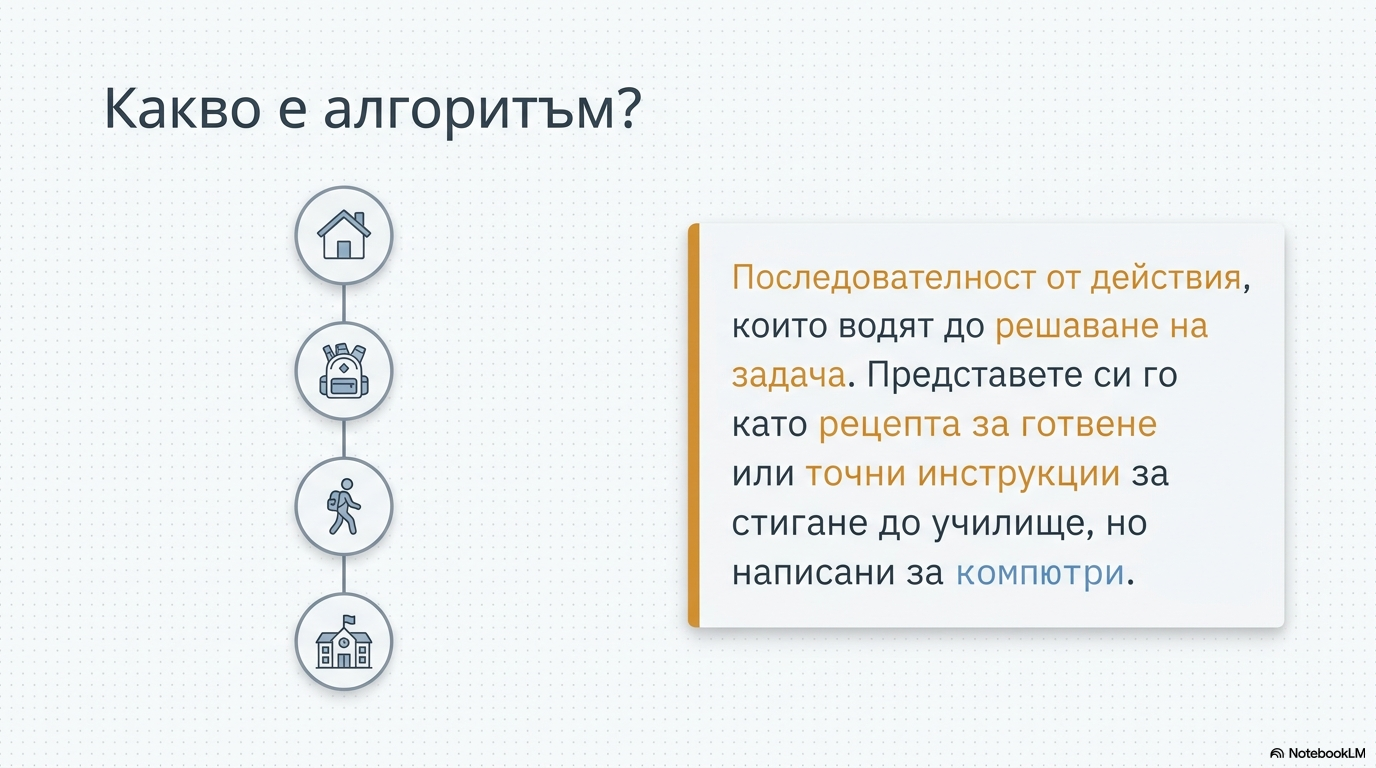 Какво е алгоритъм?
Последователност от действия,
които водят до решаване на
задача. Представете си го
като рецепта за готвене
или точни инструкции за
стигане до училище, но
написани за компютри.
NotebookLM